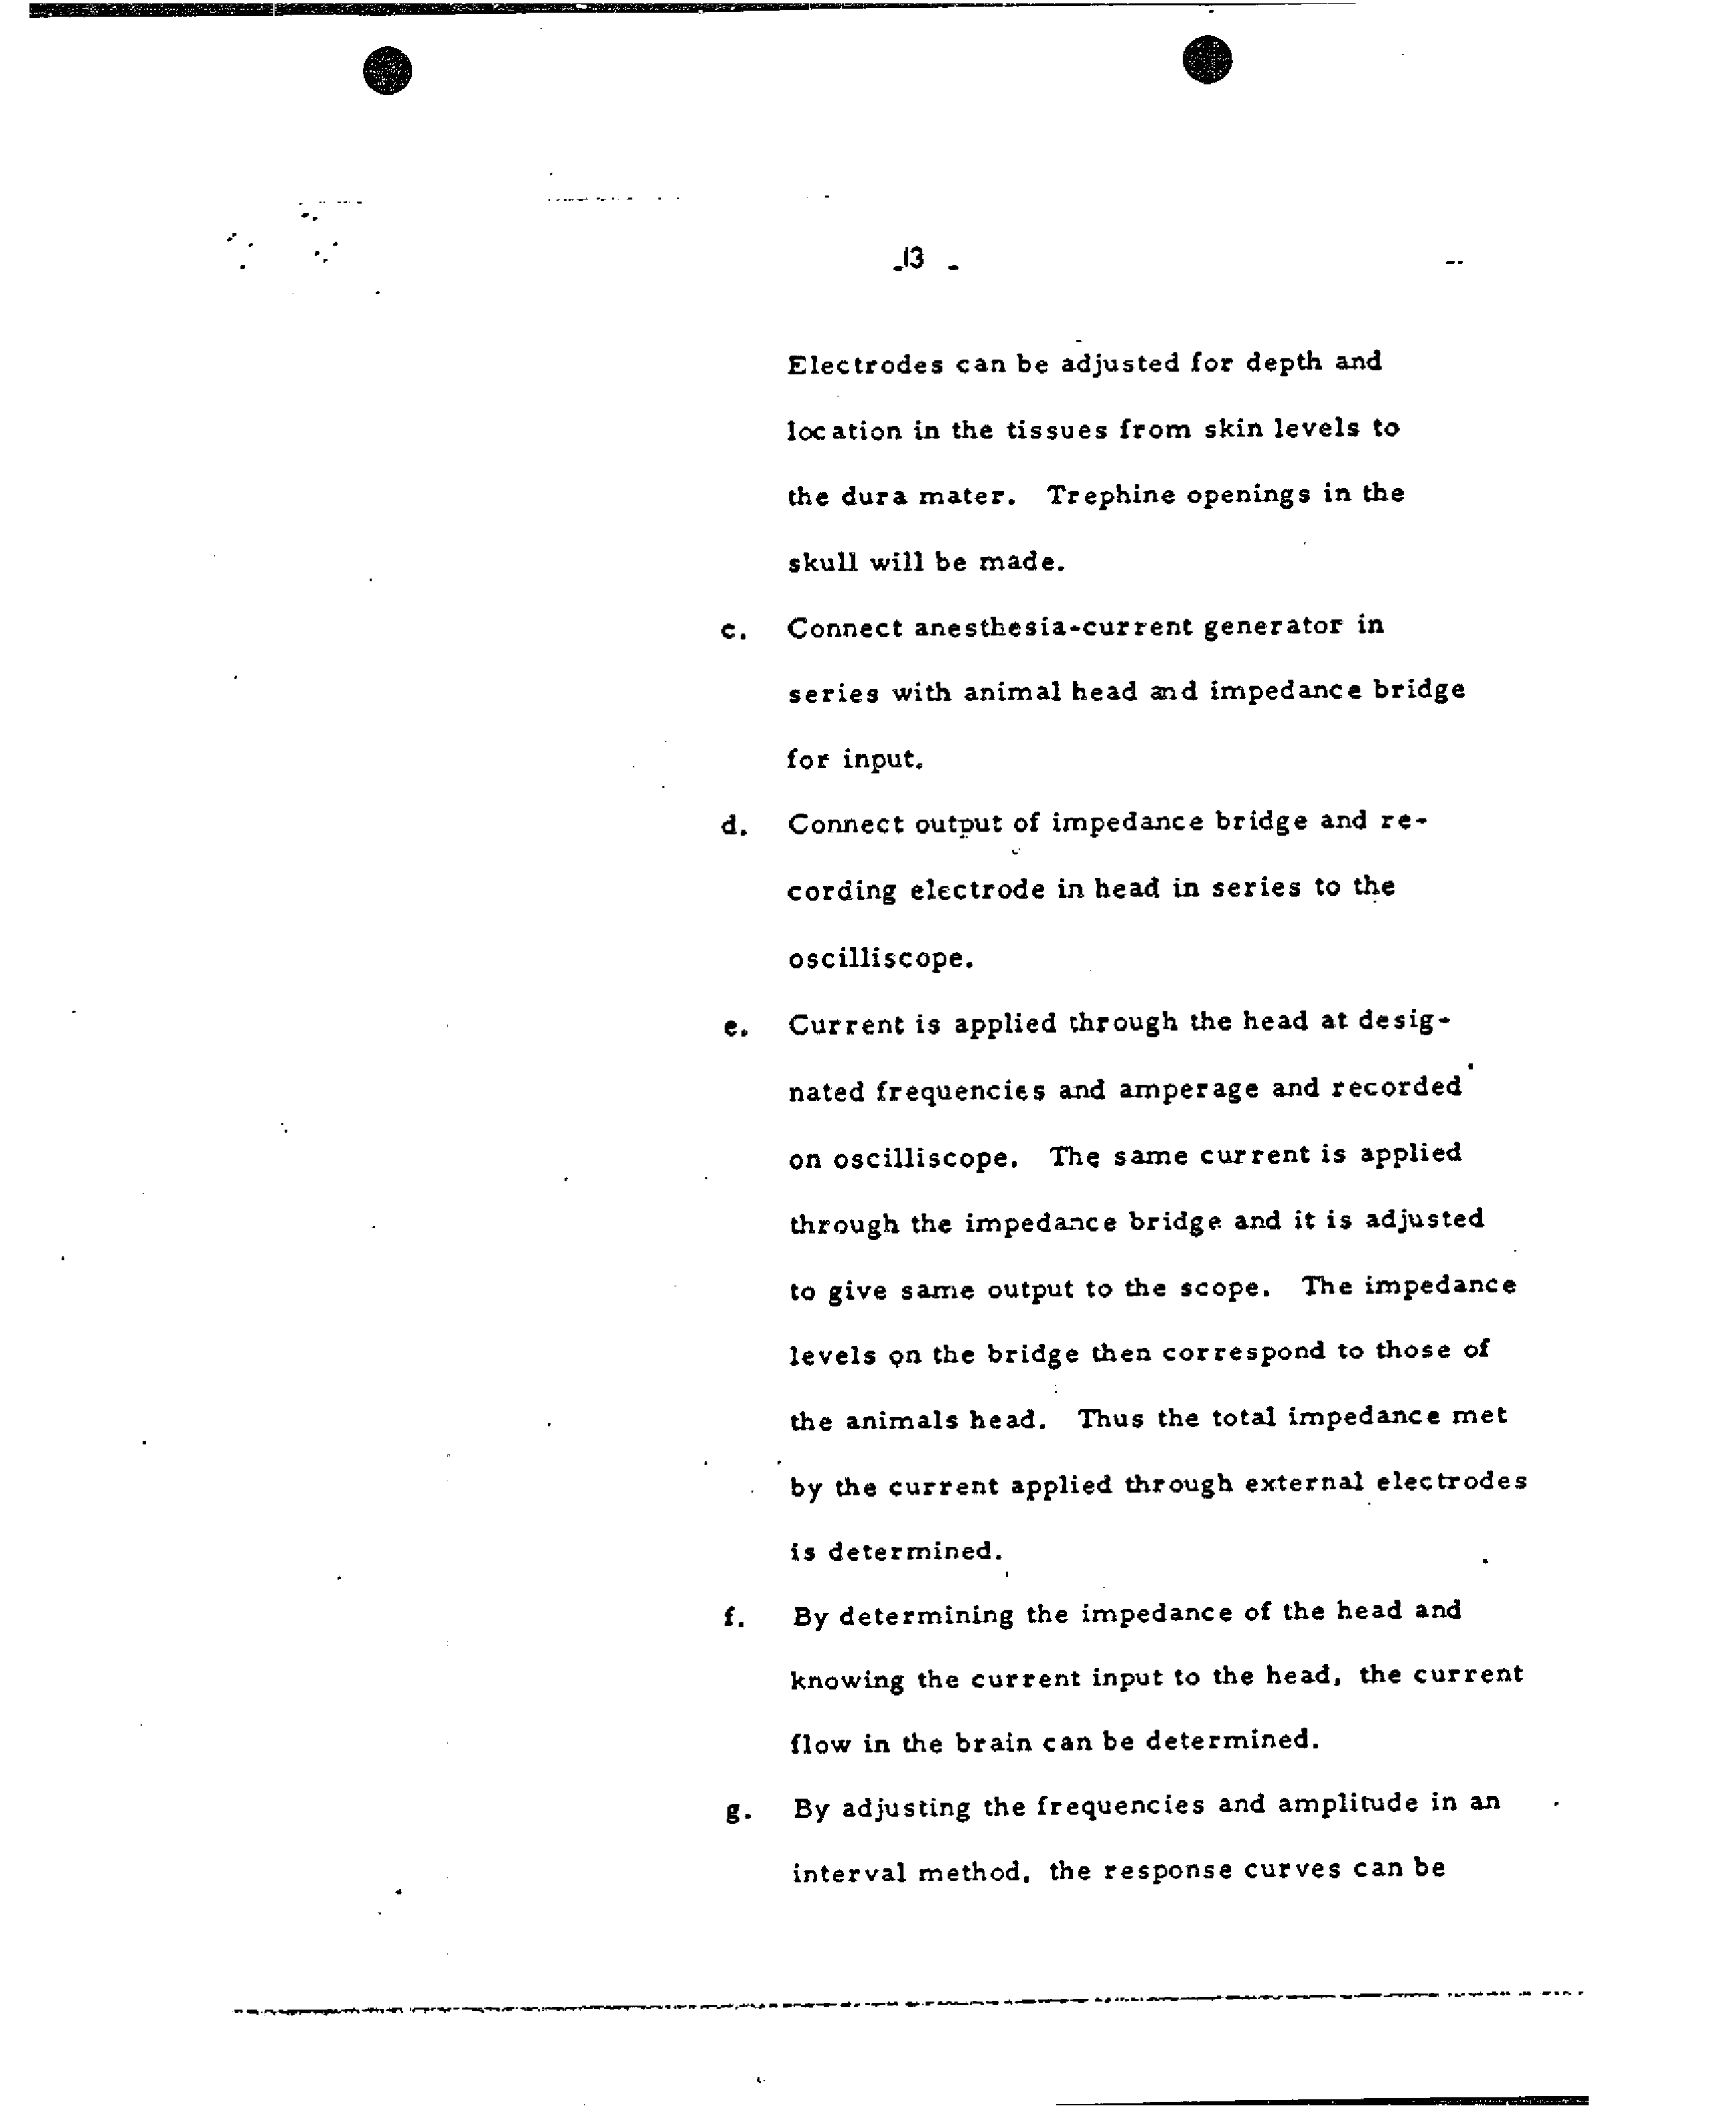 -13 -
Electrodes can be adjusted for depth and
location in the tissues from skin levels to
the dura mater. Trephine openings in the
skull will be made.
c. Connect anesthesia-current generator in
series with animal head and impedance bridge
for input.
d. Connect output of impedance bridge and re-
cording electrode in head in series to the
oscilliscope.
e. Current is applied through the head at desig-
nated frequencies and amperage and recorded
on oscilliscope. The same current is applied
through the impedance bridge and it is adjusted
to give same output to the scope. The impedance
levels on the bridge then correspond to those of
the animals head. Thus the total impedance met
by the current applied through external electrodes
is determined.
f. By determining the impedance of the head and
knowing the current input to the head, the current
flow in the brain can be determined.
g. By adjusting the frequencies and amplitude in an
interval method, the response curves can be